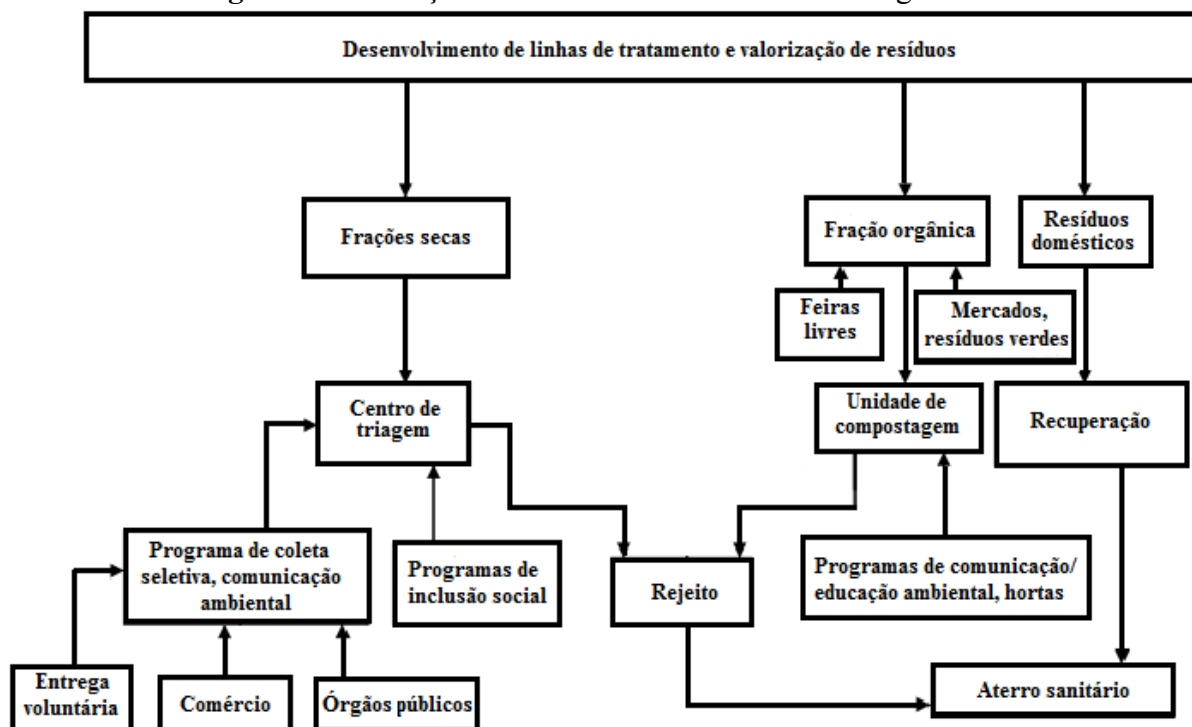 Desenvolvimento de linhas de tratamento e valorização de resíduos
Frações secas
Fração orgânica
Resíduos
domésticos
Feiras
livres
Mercados,
resíduos verdes
Centro de
triagem
Unidade de
compostagem
Recuperação
Programa de coleta
seletiva, comunicação
ambiental
Programas de
inclusão social
Rejeito
Programas de comunicação/
educação ambiental, hortas
Entrega
voluntária
Comércio
Órgãos públicos
Aterro sanitário